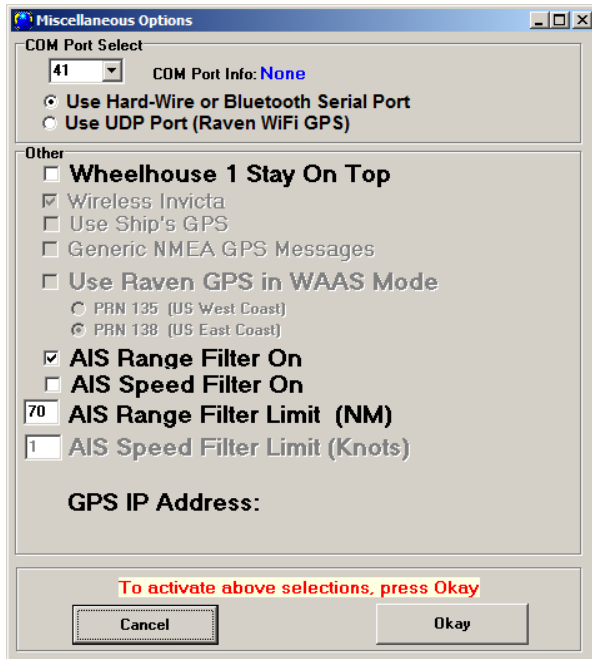 Miscellaneous Options
COM Port Select
41 COM Port Info: None
Use Hard-Wire or Bluetooth Serial Port
Use UDP Port (Raven WiFi GPS)
Other
Wheelhouse 1 Stay On Top
Wireless Invicta
Use Ship's GPS
Generic NMEA GPS Messages
Use Raven GPS in WAAS Mode
PRN 135 (US West Coast)
PRN 138 (US East Coast)
AIS Range Filter On
AIS Speed Filter On
70 AIS Range Filter Limit (NM)
1 AIS Speed Filter Limit (Knots)
GPS IP Address:
To activate above selections, press Okay
Cancel Okay